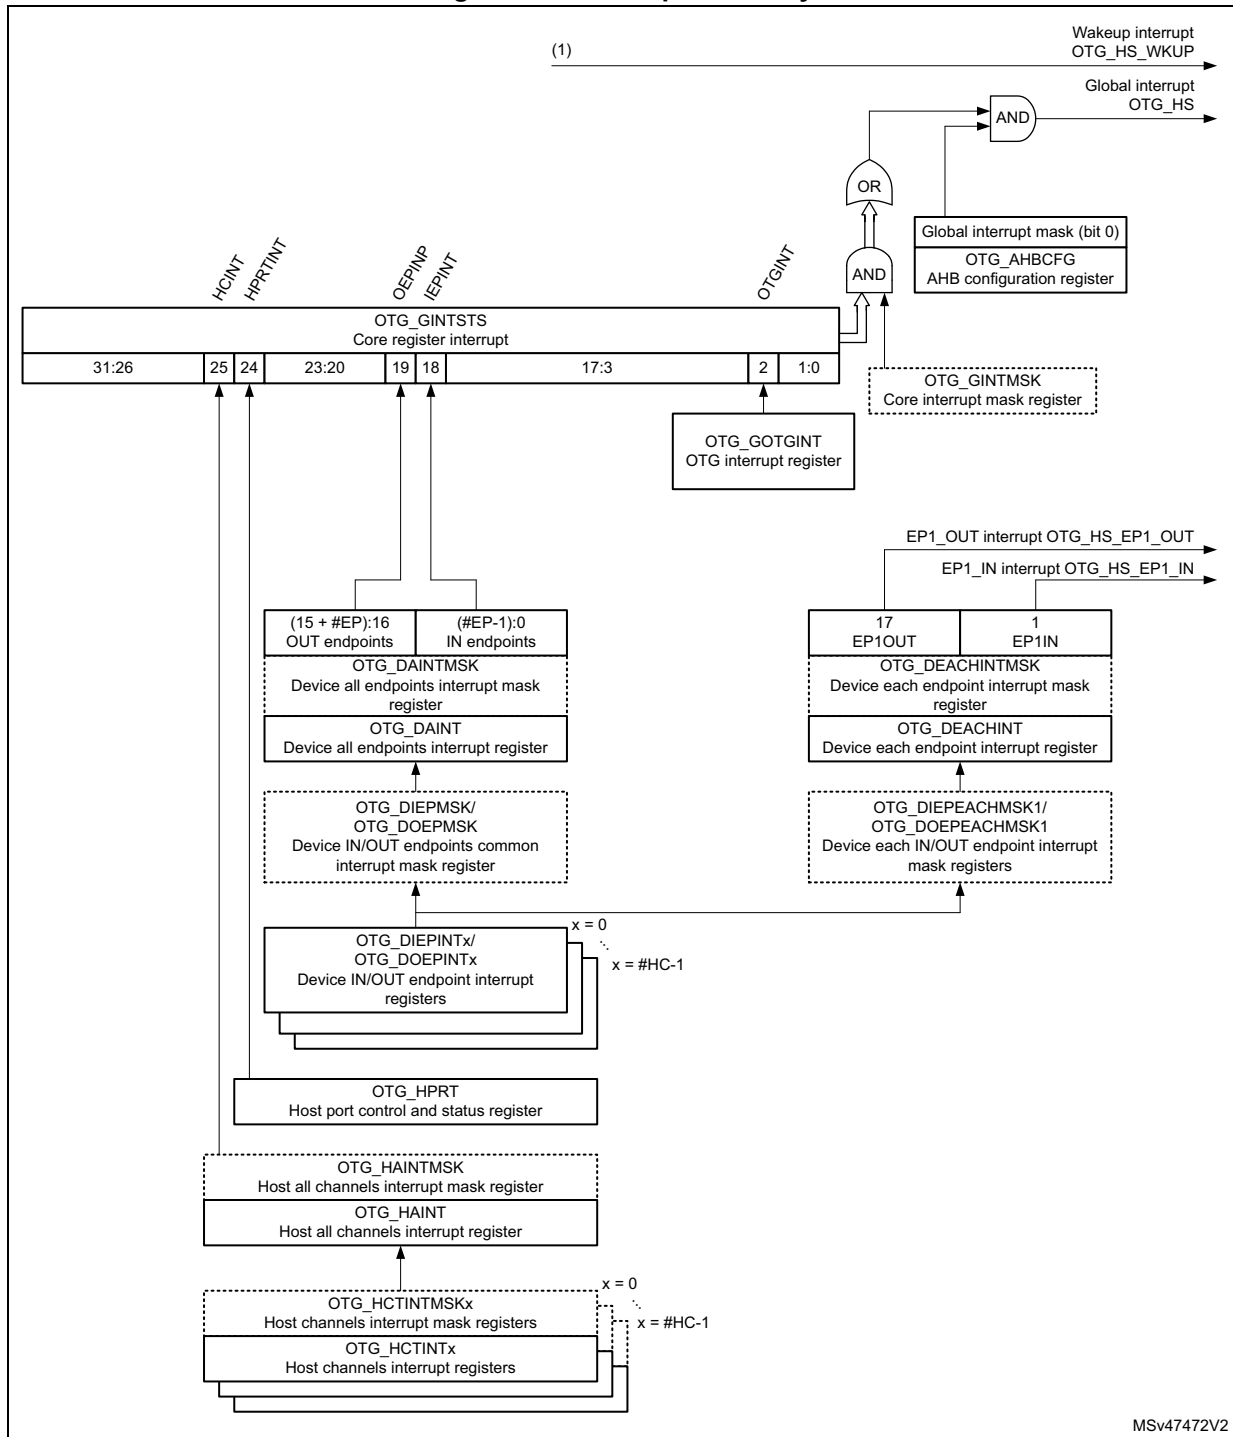 (1)
Wakeup interrupt
OTG_HS_WKUP
Global interrupt
OTG_HS
AND
OR
Global interrupt mask (bit 0)
OTG_AHBCFG
AHB configuration register
AND
HCINT
HPRTINT
OEPINP
IEPINT
OTGINT
OTG_GINTSTS
Core register interrupt
31:26
25
24
23:20
19
18
17:3
2
1:0
OTG_GINTMSK
Core interrupt mask register
OTG_GOTGINT
OTG interrupt register
EP1_OUT interrupt OTG_HS_EP1_OUT
EP1_IN interrupt OTG_HS_EP1_IN
(15 + #EP):16
OUT endpoints
(#EP-1):0
IN endpoints
OTG_DAINTMSK
Device all endpoints interrupt mask
register
OTG_DAINT
Device all endpoints interrupt register
17
EP1OUT
1
EP1IN
OTG_DEACHINTMSK
Device each endpoint interrupt mask
register
OTG_DEACHINT
Device each endpoint interrupt register
OTG_DIEPMSK/
OTG_DOEPMSK
Device IN/OUT endpoints common
interrupt mask register
OTG_DIEPEACHMSK1/
OTG_DOEPEACHMSK1
Device each IN/OUT endpoint interrupt
mask registers
OTG_DIEPINTx/
OTG_DOEPINTx
Device IN/OUT endpoint interrupt
registers
x = 0
x = #HC-1
OTG_HPRT
Host port control and status register
OTG_HAINTMSK
Host all channels interrupt mask register
OTG_HAINT
Host all channels interrupt register
OTG_HCTINTMSKx
Host channels interrupt mask registers
OTG_HCTINTx
Host channels interrupt registers
x = 0
x = #HC-1
MSv47472V2